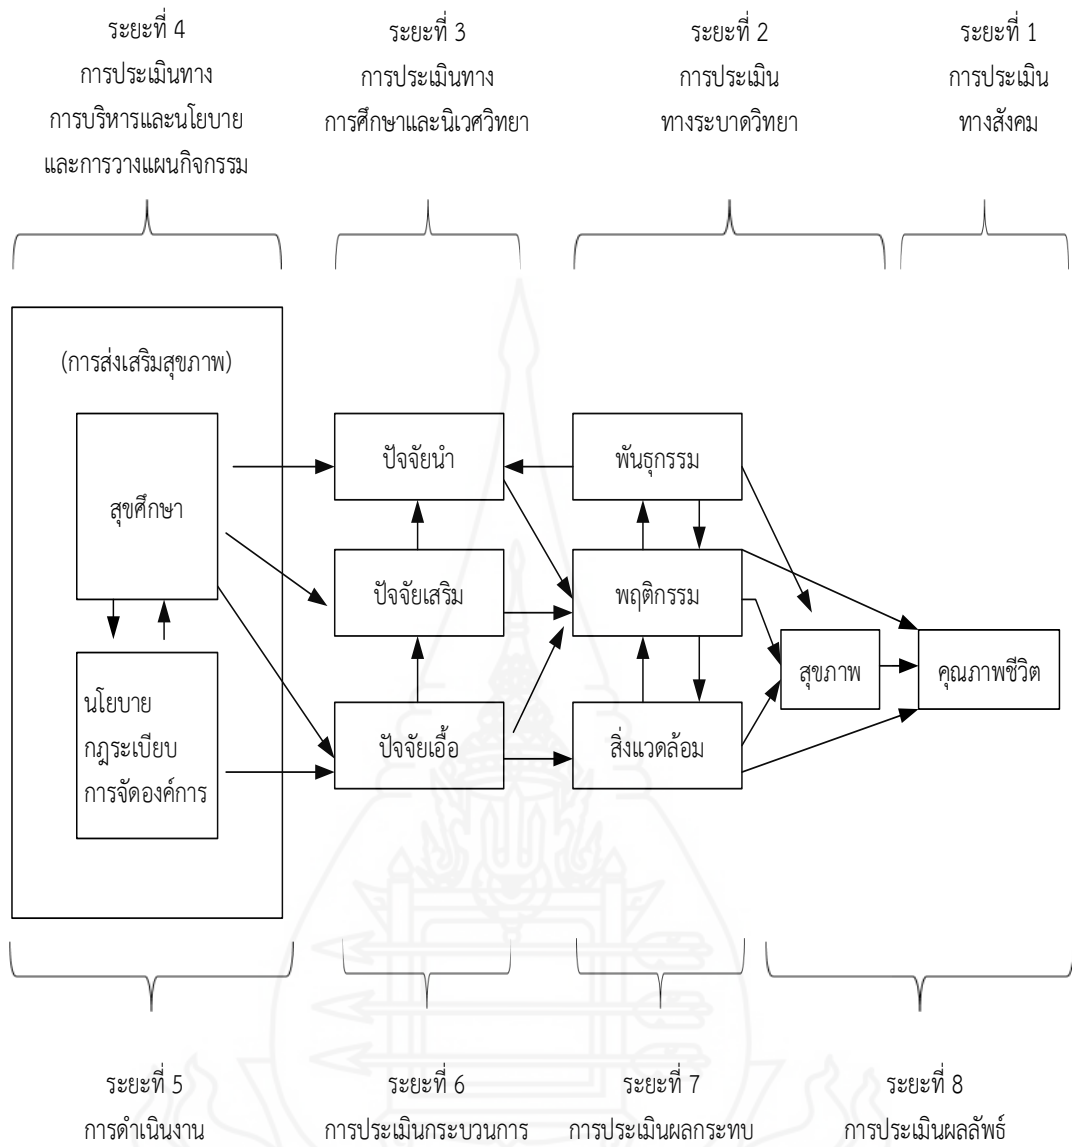 ระยะที่ 4
การประเมินทาง
การบริหารและนโยบาย
และการวางแผนกิจกรรม
ระยะที่ 3
การประเมินทาง
การศึกษาและนิเวศวิทยา
ระยะที่ 2
การประเมิน
ทางระบาดวิทยา
ระยะที่ 1
การประเมิน
ทางสังคม
(การส่งเสริมสุขภาพ)
สุขศึกษา
นโยบาย
กฎระเบียบ
การจัดองค์การ
ปัจจัยนำ
ปัจจัยเสริม
ปัจจัยเอื้อ
พันธุกรรม
พฤติกรรม
สิ่งแวดล้อม
สุขภาพ
คุณภาพชีวิต
ระยะที่ 5
การดำเนินงาน
ระยะที่ 6
การประเมินกระบวนการ
ระยะที่ 7
การประเมินผลกระทบ
ระยะที่ 8
การประเมินผลลัพธ์